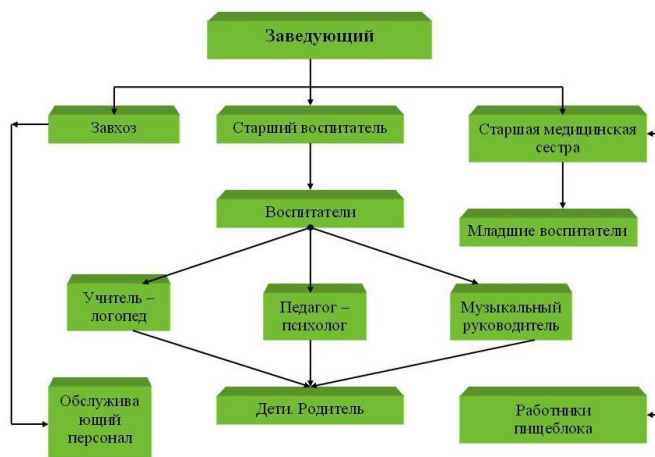 Заведующий
Завхоз
Старший воспитатель
Старшая медицинская
сестра
Воспитатели
Младшие воспитатели
Учитель –
логопед
Педагог –
психолог
Музыкальный
руководитель
Обслужива
ющий
персонал
Дети. Родитель
Работники
пищеблока